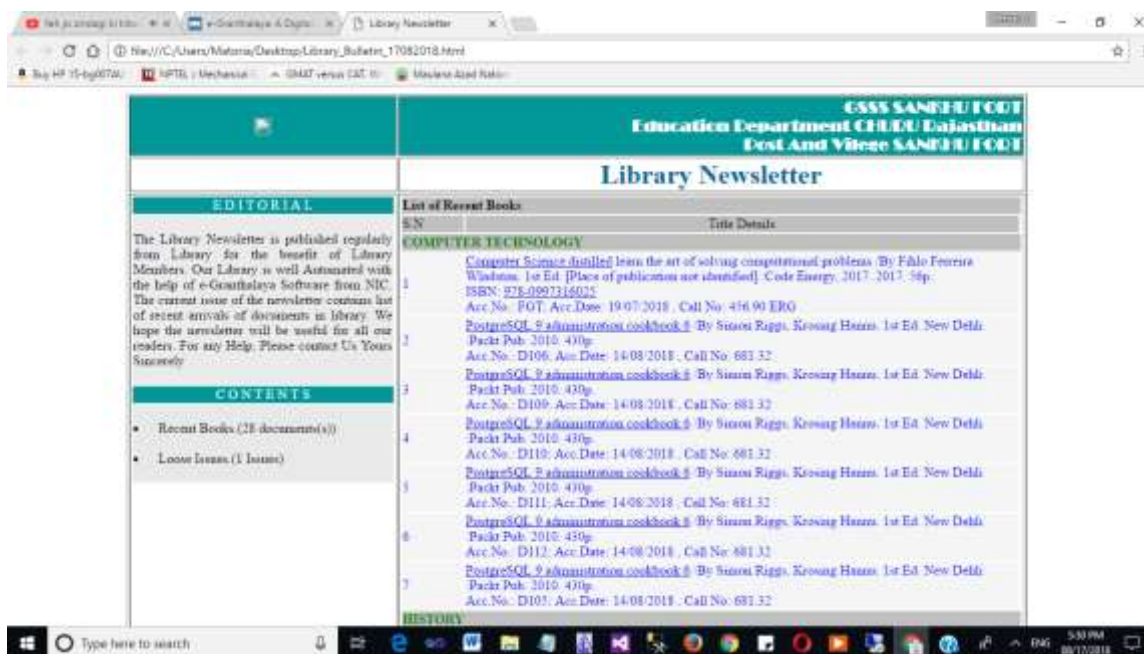 Library Newsletter
file:///C:/Users/Matoria/Desktop/Library_Bulletin_17082018.html
GMAT versus CAT
GSSS SANKHU FORT
Education Department CHURU Rajasthan
Post And Vilege SANKHU FORT
Library Newsletter
EDITORIAL
The Library Newsletter is published regularly
from Library for the benefit of Library
Members. Our Library is well Automated with
the help of e-Granthalaya Software from NIC.
The current issue of the newsletter contains list
of recent arrivals of documents in library. We
hope the newsletter will be useful for all our
readers. For any Help, Please contact Us Yours
Sincerely
CONTENTS
Recent Books (28 documents(s))
Loose Issues (1 Issues)
List of Recent Books
S.N Title Details
COMPUTER TECHNOLOGY
1
Computer Science distilled learn the art of solving computational problems /By Filho Ferreira
Wladston. 1st Ed. [Place of publication not identified]. Code Energy, 2017. 2017. 56p.
ISBN: 978-0997316025
Acc.No.: FGT; Acc.Date: 19/07/2018 , Call No: 456.90 ERG
2
PostgreSQL 9 administration cookbook /By Simon Riggs, Krosing Hannu. 1st Ed. New Delhi
Packt Pub. 2010. 430p.
Acc.No.: D106; Acc.Date: 14/08/2018 , Call No: 681.32
3
PostgreSQL 9 administration cookbook /By Simon Riggs, Krosing Hannu. 1st Ed. New Delhi
Packt Pub. 2010. 430p.
Acc.No.: D109; Acc.Date: 14/08/2018 , Call No: 681.32
4
PostgreSQL 9 administration cookbook /By Simon Riggs, Krosing Hannu. 1st Ed. New Delhi
Packt Pub. 2010. 430p.
Acc.No.: D110; Acc.Date: 14/08/2018 , Call No: 681.32
5
PostgreSQL 9 administration cookbook /By Simon Riggs, Krosing Hannu. 1st Ed. New Delhi
Packt Pub. 2010. 430p.
Acc.No.: D111; Acc.Date: 14/08/2018 , Call No: 681.32
6
PostgreSQL 9 administration cookbook /By Simon Riggs, Krosing Hannu. 1st Ed. New Delhi
Packt Pub. 2010. 430p.
Acc.No.: D112; Acc.Date: 14/08/2018 , Call No: 681.32
7
PostgreSQL 9 administration cookbook /By Simon Riggs, Krosing Hannu. 1st Ed. New Delhi
Packt Pub. 2010. 430p.
Acc.No.: D105; Acc.Date: 14/08/2018 , Call No: 681.32
HISTORY
Type here to search
ENG
5:30 PM
08/17/2018